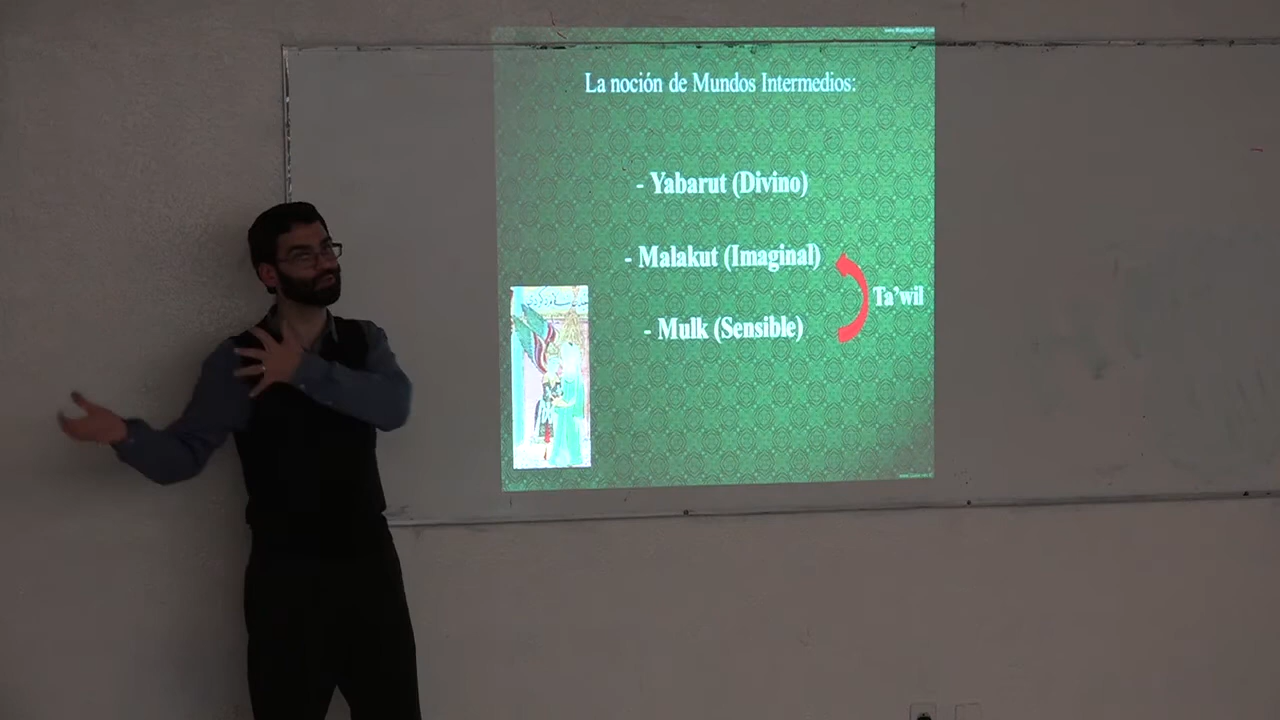 La noción de Mundos Intermedios:
- Yabarut (Divino)
- Malakut (Imaginal)
Ta'wil
- Mulk (Sensible)